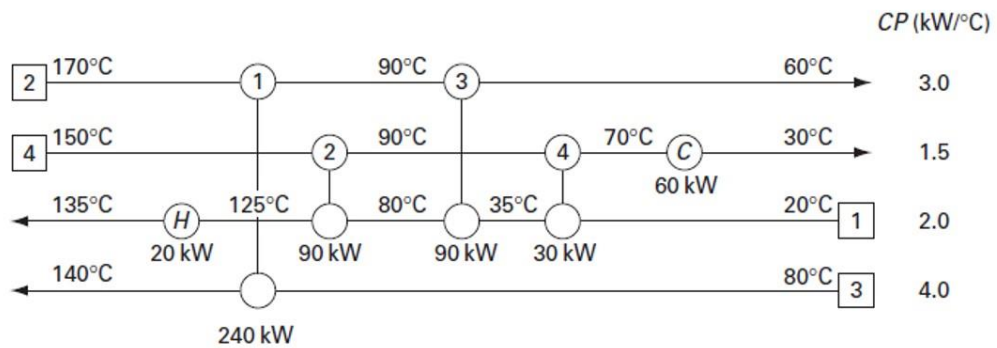 CP (kW/°C)
170°C 90°C 60°C
2 1 3 3.0
150°C 90°C 70°C 30°C
4 2 4 C 1.5
60 kW
135°C 125°C 80°C 35°C 20°C
H 1 2.0
20 kW 90 kW 90 kW 30 kW
140°C 80°C
3 4.0
240 kW